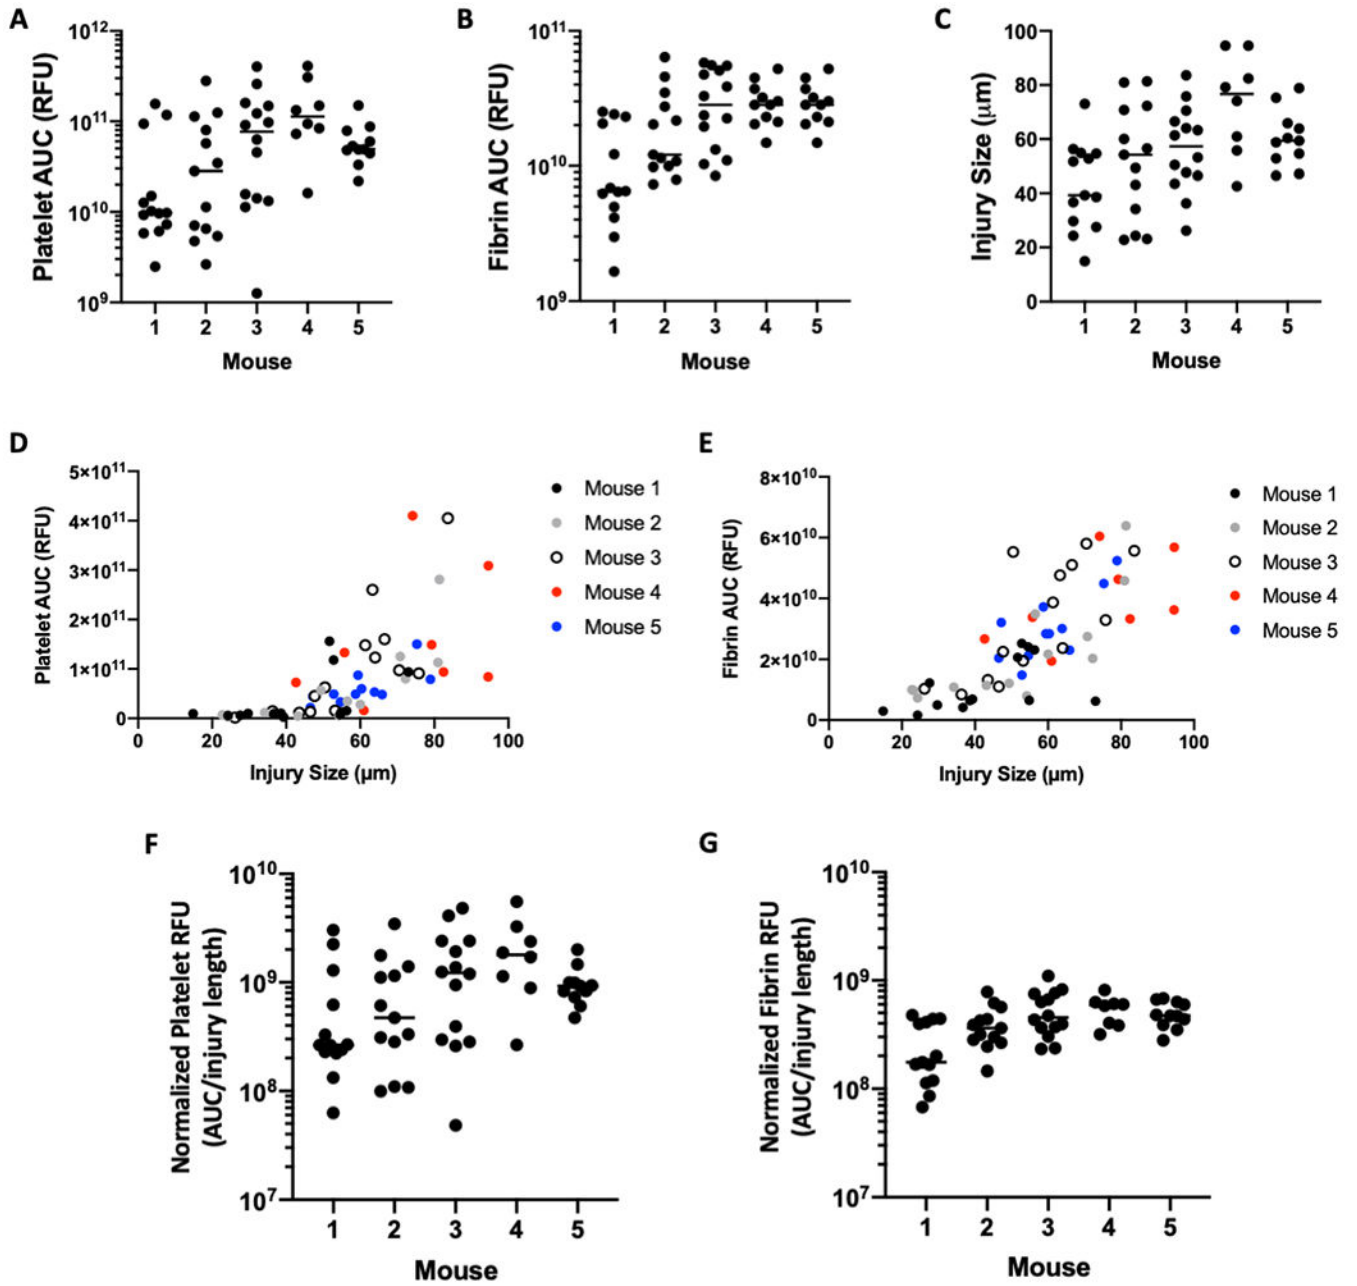 A
Platelet AUC (RFU)
10¹²
10¹¹
10¹⁰
10⁹
1 2 3 4 5
Mouse
B
Fibrin AUC (RFU)
10¹¹
10¹⁰
10⁹
1 2 3 4 5
Mouse
C
Injury Size (μm)
100
80
60
40
20
0
1 2 3 4 5
Mouse
D
Platelet AUC (RFU)
5×10¹¹
4×10¹¹
3×10¹¹
2×10¹¹
1×10¹¹
0
0 20 40 60 80 100
Injury Size (μm)
Mouse 1
Mouse 2
Mouse 3
Mouse 4
Mouse 5
E
Fibrin AUC (RFU)
8×10¹⁰
6×10¹⁰
4×10¹⁰
2×10¹⁰
0
0 20 40 60 80 100
Injury Size (μm)
Mouse 1
Mouse 2
Mouse 3
Mouse 4
Mouse 5
F
Normalized Platelet RFU
(AUC/injury length)
10¹⁰
10⁹
10⁸
10⁷
1 2 3 4 5
Mouse
G
Normalized Fibrin RFU
(AUC/injury length)
10¹⁰
10⁹
10⁸
10⁷
1 2 3 4 5
Mouse